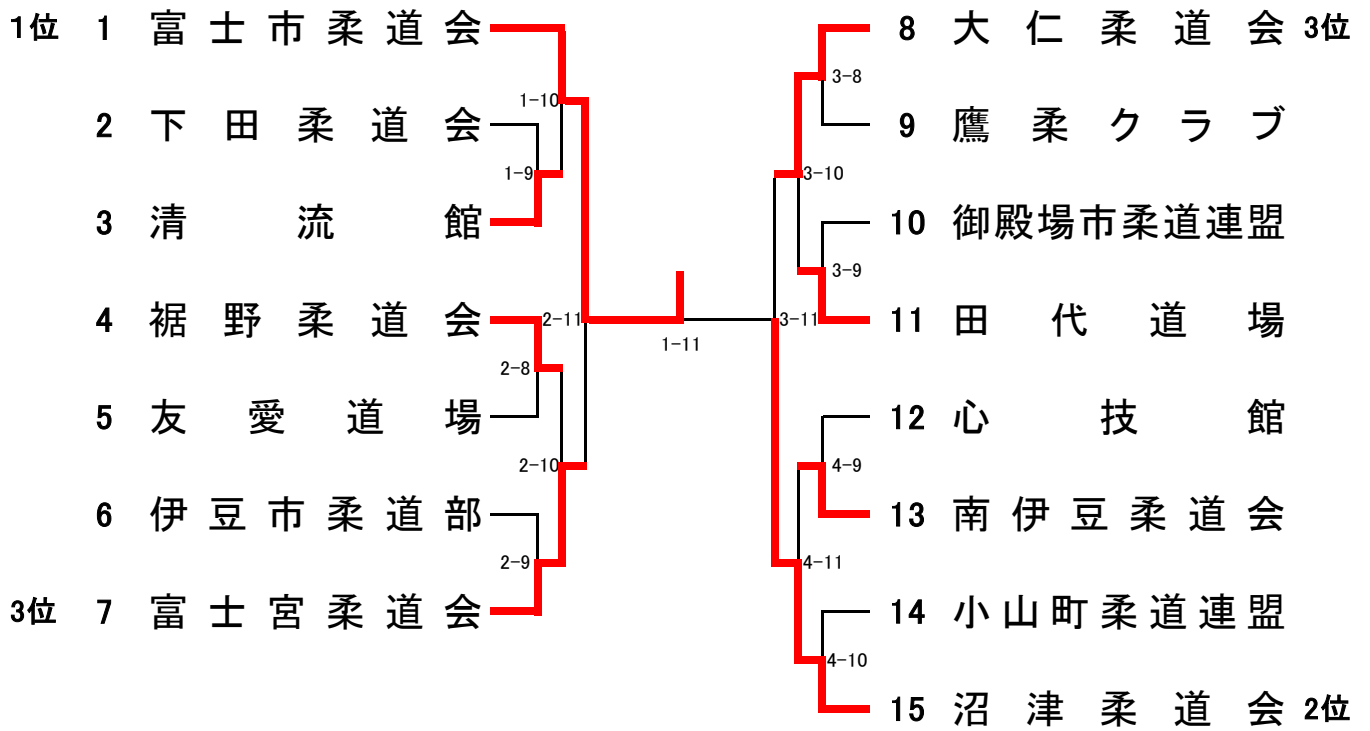 1位 1 富士市柔道会
2 下田柔道会
3 清流館
4 裾野柔道会
5 友愛道場
6 伊豆市柔道部
3位 7 富士宮柔道会
1-10
1-9
2-11
2-8
2-10
2-9
1-11
8 大仁柔道会 3位
9 鷹柔クラブ
10 御殿場市柔道連盟
11 田代道場
12 心技館
13 南伊豆柔道会
14 小山町柔道連盟
15 沼津柔道会 2位
3-8
3-10
3-9
3-11
4-9
4-11
4-10